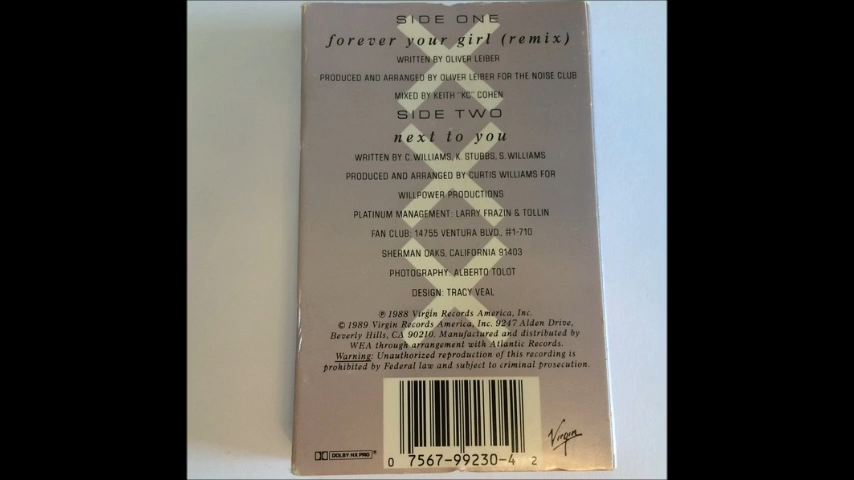 SIDE ONE
forever your girl (remix)
WRITTEN BY OLIVER LEIBER
PRODUCED AND ARRANGED BY OLIVER LEIBER FOR THE NOISE CLUB
MIXED BY KEITH "KC" COHEN
SIDE TWO
next to you
WRITTEN BY C. WILLIAMS, K. STUBBS, S. WILLIAMS
PRODUCED AND ARRANGED BY CURTIS WILLIAMS FOR
WILLPOWER PRODUCTIONS
PLATINUM MANAGEMENT: LARRY FRAZIN & TOLLIN
FAN CLUB: 14755 VENTURA BLVD., #1-710
SHERMAN OAKS, CALIFORNIA 91403
PHOTOGRAPHY: ALBERTO TOLOT
DESIGN: TRACY VEAL
℗ 1988 Virgin Records America, Inc.
© 1989 Virgin Records America, Inc. 9247 Alden Drive,
Beverly Hills, CA 90210. Manufactured and distributed by
WEA through arrangement with Atlantic Records.
Warning: Unauthorized reproduction of this recording is
prohibited by Federal law and subject to criminal prosecution.
Virgin
DOLBY HX PRO
0 7567-99230-4 2